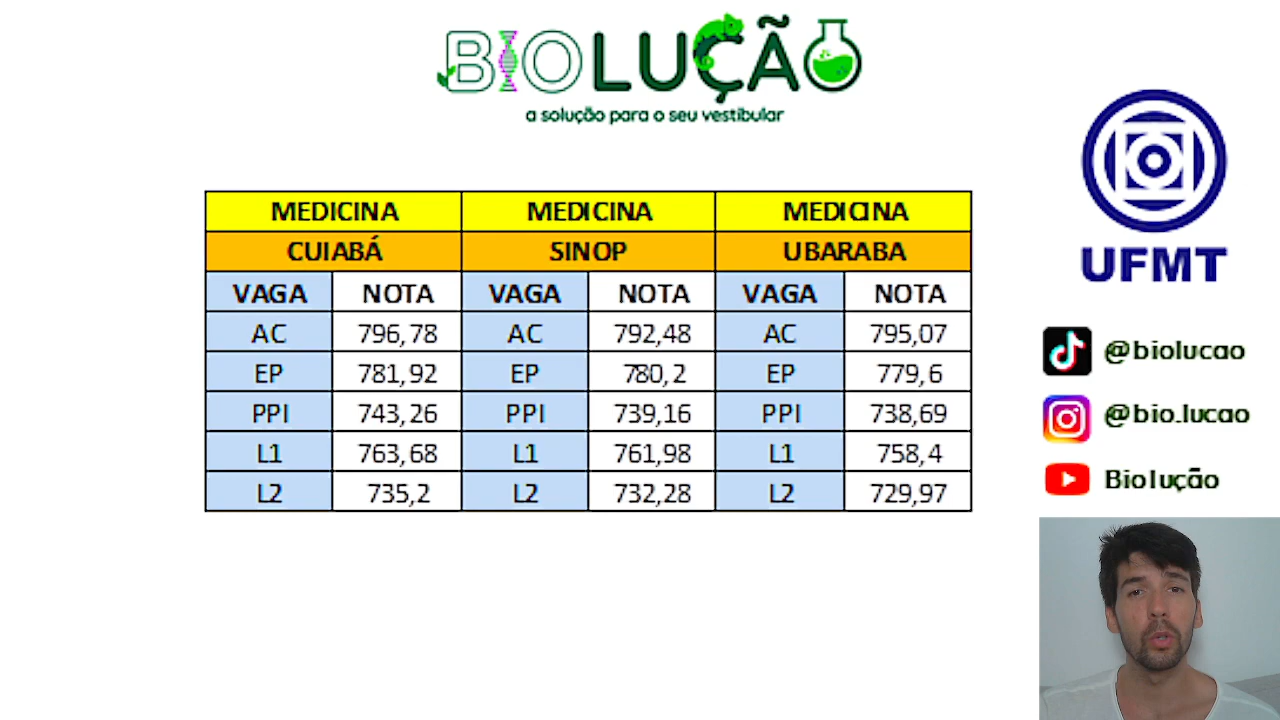 BIOLUÇÃO
a solução para o seu vestibular
MEDICINA MEDICINA MEDICINA
CUIABÁ SINOP UBARABA
VAGA NOTA VAGA NOTA VAGA NOTA
AC 796,78 AC 792,48 AC 795,07
EP 781,92 EP 780,2 EP 779,6
PPI 743,26 PPI 739,16 PPI 738,69
L1 763,68 L1 761,98 L1 758,4
L2 735,2 L2 732,28 L2 729,97
UFMT
@biolucao
@bio.lucao
Biolução